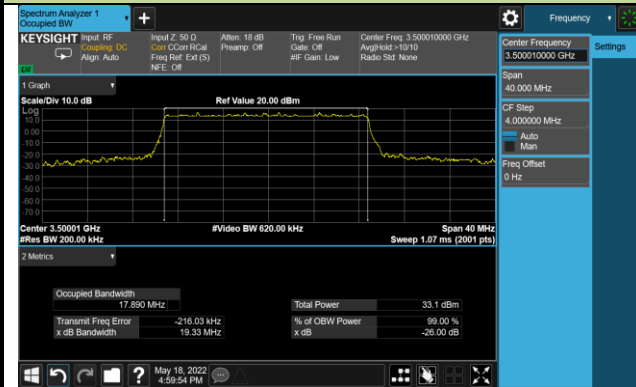 Spectrum Analyzer 1
Occupied BW
Frequency
KEYSIGHT
Input: RF
Coupling: DC
Align: Auto
Input Z: 50 Ω
Corr CCorr RCal
Freq Ref: Ext (S)
NFE: Off
Atten: 18 dB
Preamp: Off
Trig: Free Run
Gate: Off
#IF Gain: Low
Center Freq: 3.500010000 GHz
Avg|Hold:>10/10
Radio Std: None
Center Frequency
3.500010000 GHz
Settings
Span
40.000 MHz
CF Step
4.000000 MHz
Auto
Man
Freq Offset
0 Hz
1 Graph
Scale/Div 10.0 dB
Ref Value 20.00 dBm
Log
10.0
0.00
-10.0
-20.0
-30.0
-40.0
-50.0
-60.0
-70.0
Center 3.50001 GHz
#Video BW 620.00 kHz
Span 40 MHz
#Res BW 200.00 kHz
Sweep 1.07 ms (2001 pts)
2 Metrics
Occupied Bandwidth
17.890 MHz
Total Power 33.1 dBm
Transmit Freq Error -216.03 kHz
% of OBW Power 99.00 %
x dB Bandwidth 19.33 MHz
x dB -26.00 dB
May 18, 2022
4:59:54 PM